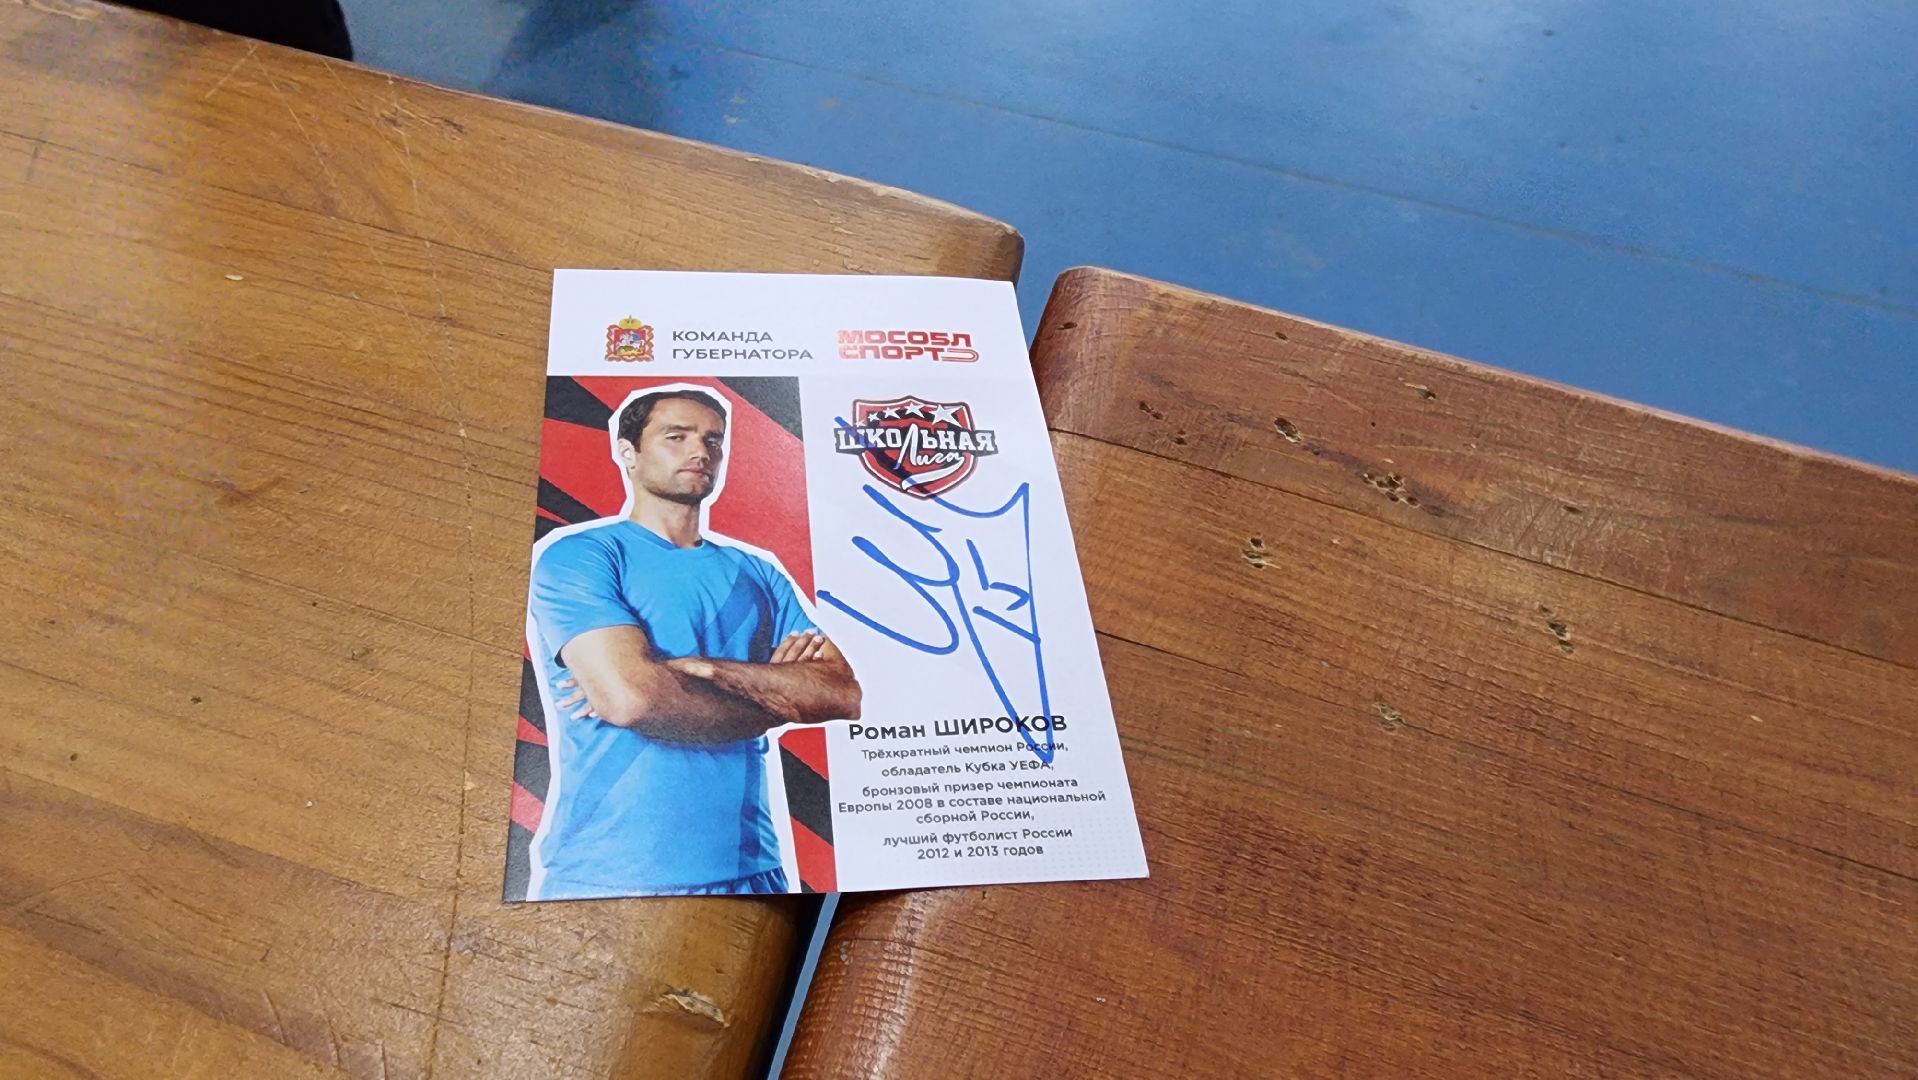 КОМАНДА
ГУБЕРНАТОРА
МОСОБЛ
СПОРТ
ШКОЛЬНАЯ
Лига
15
Роман ШИРОКОВ
Трёхкратный чемпион России,
обладатель Кубка УЕФА,
бронзовый призер чемпионата
Европы 2008 в составе национальной
сборной России,
лучший футболист России
2012 и 2013 годов